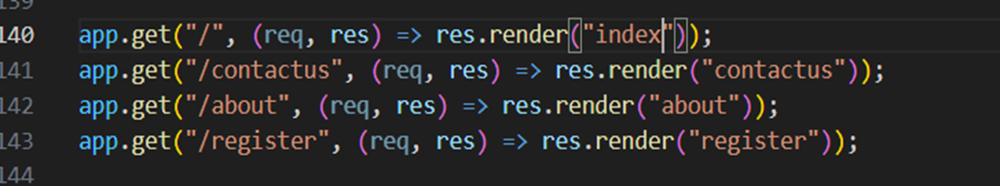 139
140 app.get("/", (req, res) => res.render("index"));
141 app.get("/contactus", (req, res) => res.render("contactus"));
142 app.get("/about", (req, res) => res.render("about"));
143 app.get("/register", (req, res) => res.render("register"));
144